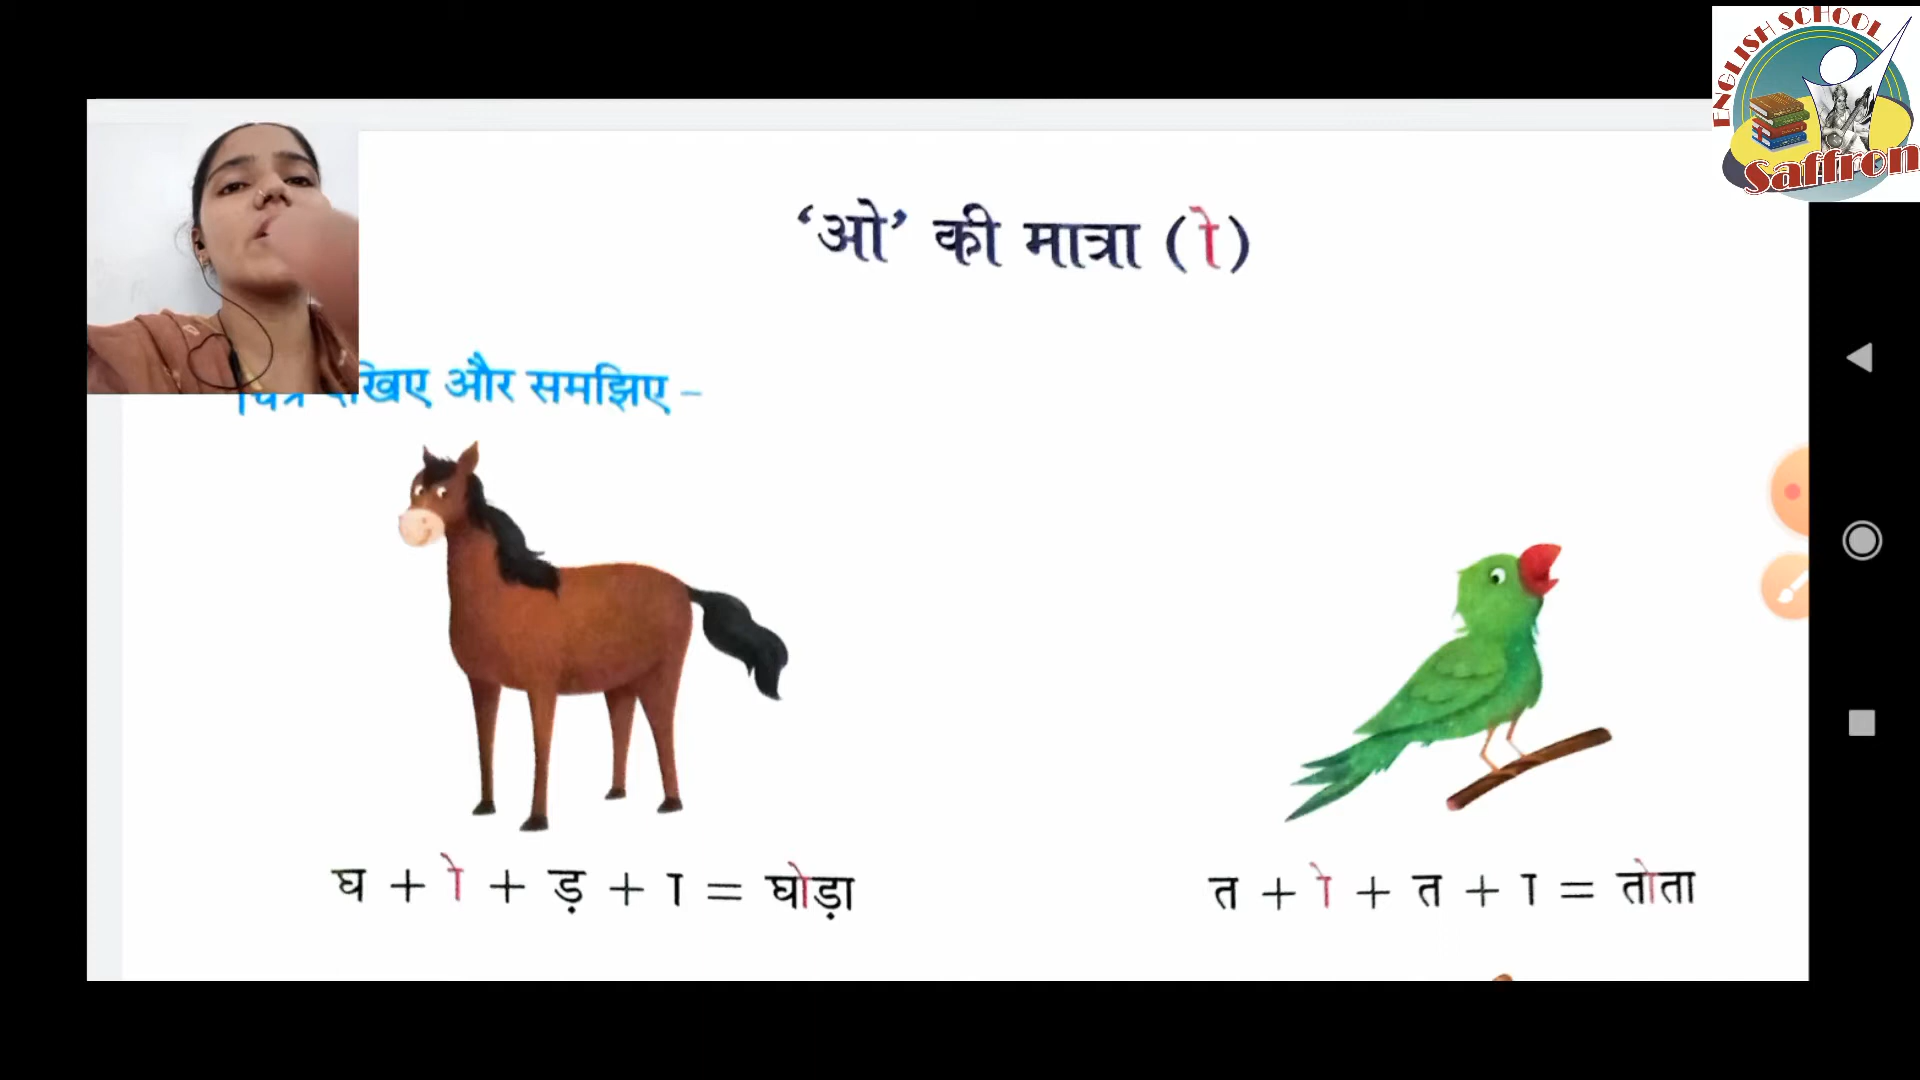 ENGLISH SCHOOL
Saffron
‘ओ’ की मात्रा (ो)
और समझिए –
घ + ो + ड़ + ा = घोड़ा
त + ो + त + ा = तोता